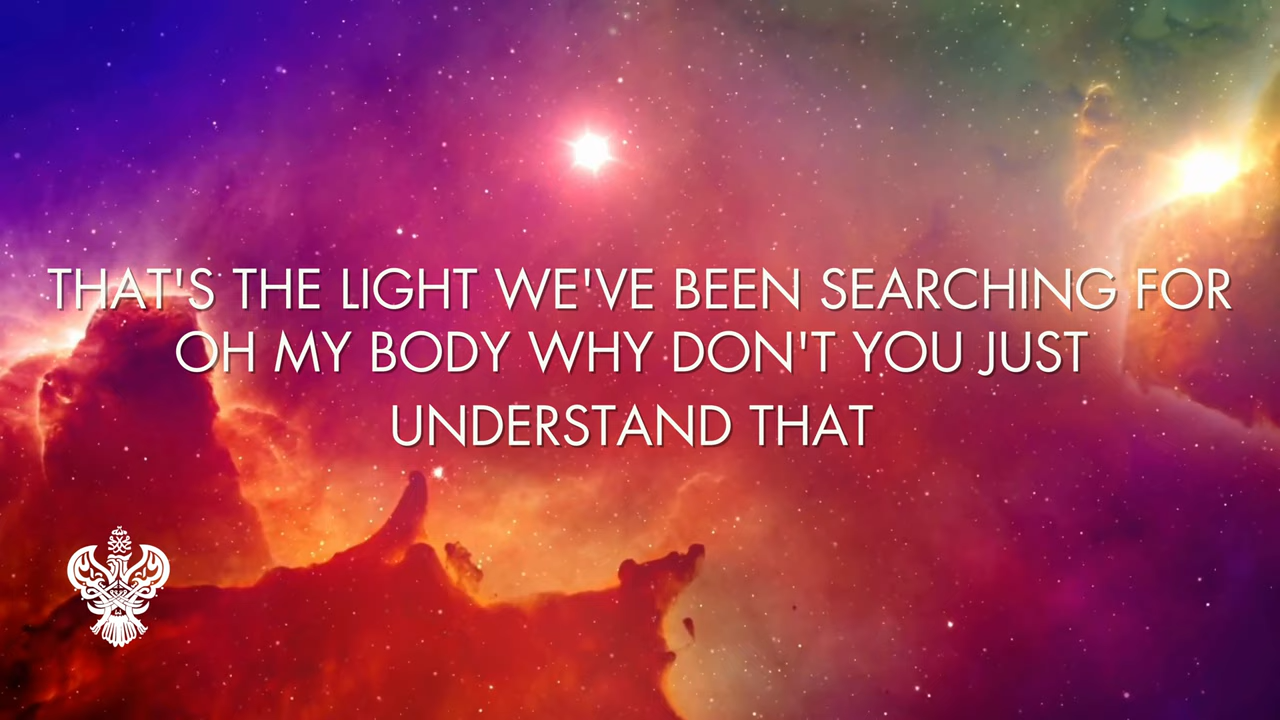 THAT'S THE LIGHT WE'VE BEEN SEARCHING FOR
OH MY BODY WHY DON'T YOU JUST
UNDERSTAND THAT